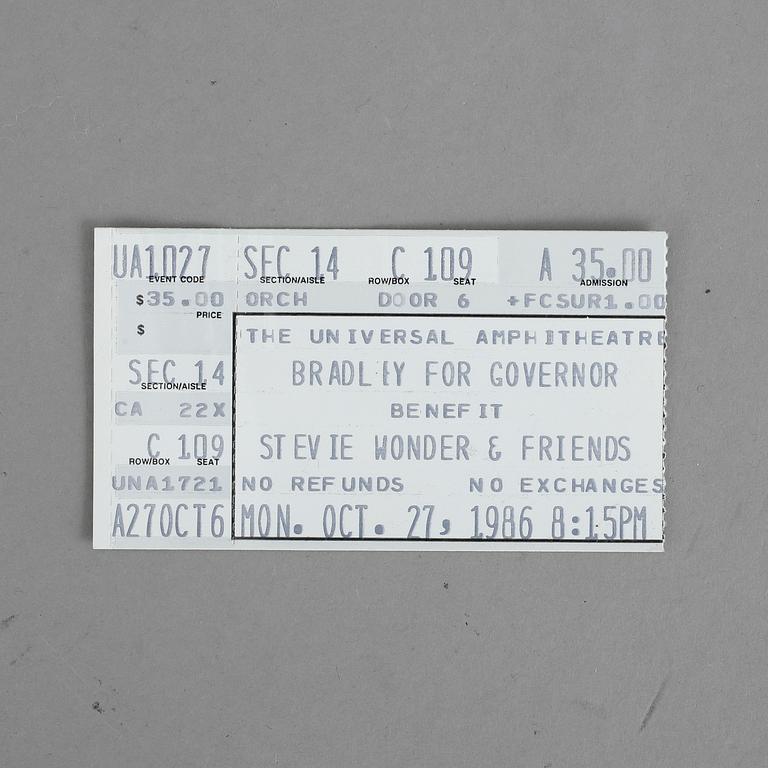 UA1027 SEC 14 C 109 A 35.00
EVENT CODE SECTION/AISLE ROW/BOX SEAT ADMISSION
$35.00 ORCH DOOR 6 +FCSUR1.00
PRICE
$
THE UNIVERSAL AMPHITHEATRE
SEC 14 BRADLEY FOR GOVERNOR
SECTION/AISLE
CA 22X BENEFIT
C 109 STEVIE WONDER & FRIENDS
ROW/BOX SEAT
UNA1721 NO REFUNDS NO EXCHANGES
A27OCT6 MON. OCT. 27, 1986 8:15PM